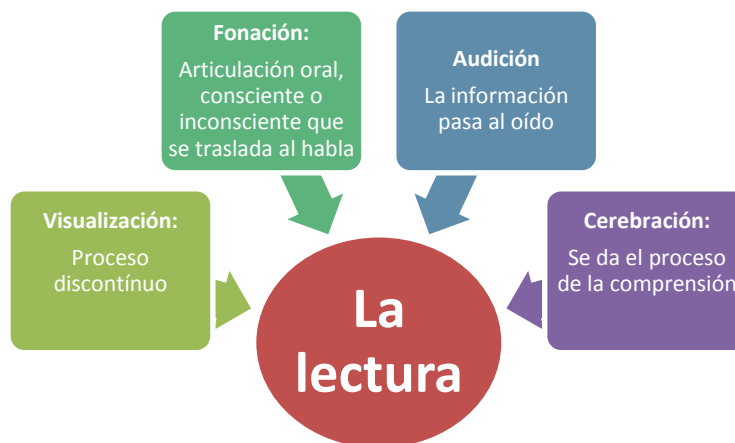 Visualización:
Proceso
discontínuo
Fonación:
Articulación oral,
consciente o
inconsciente que
se traslada al habla
Audición
La información
pasa al oído
Cerebración:
Se da el proceso
de la comprensión
La
lectura